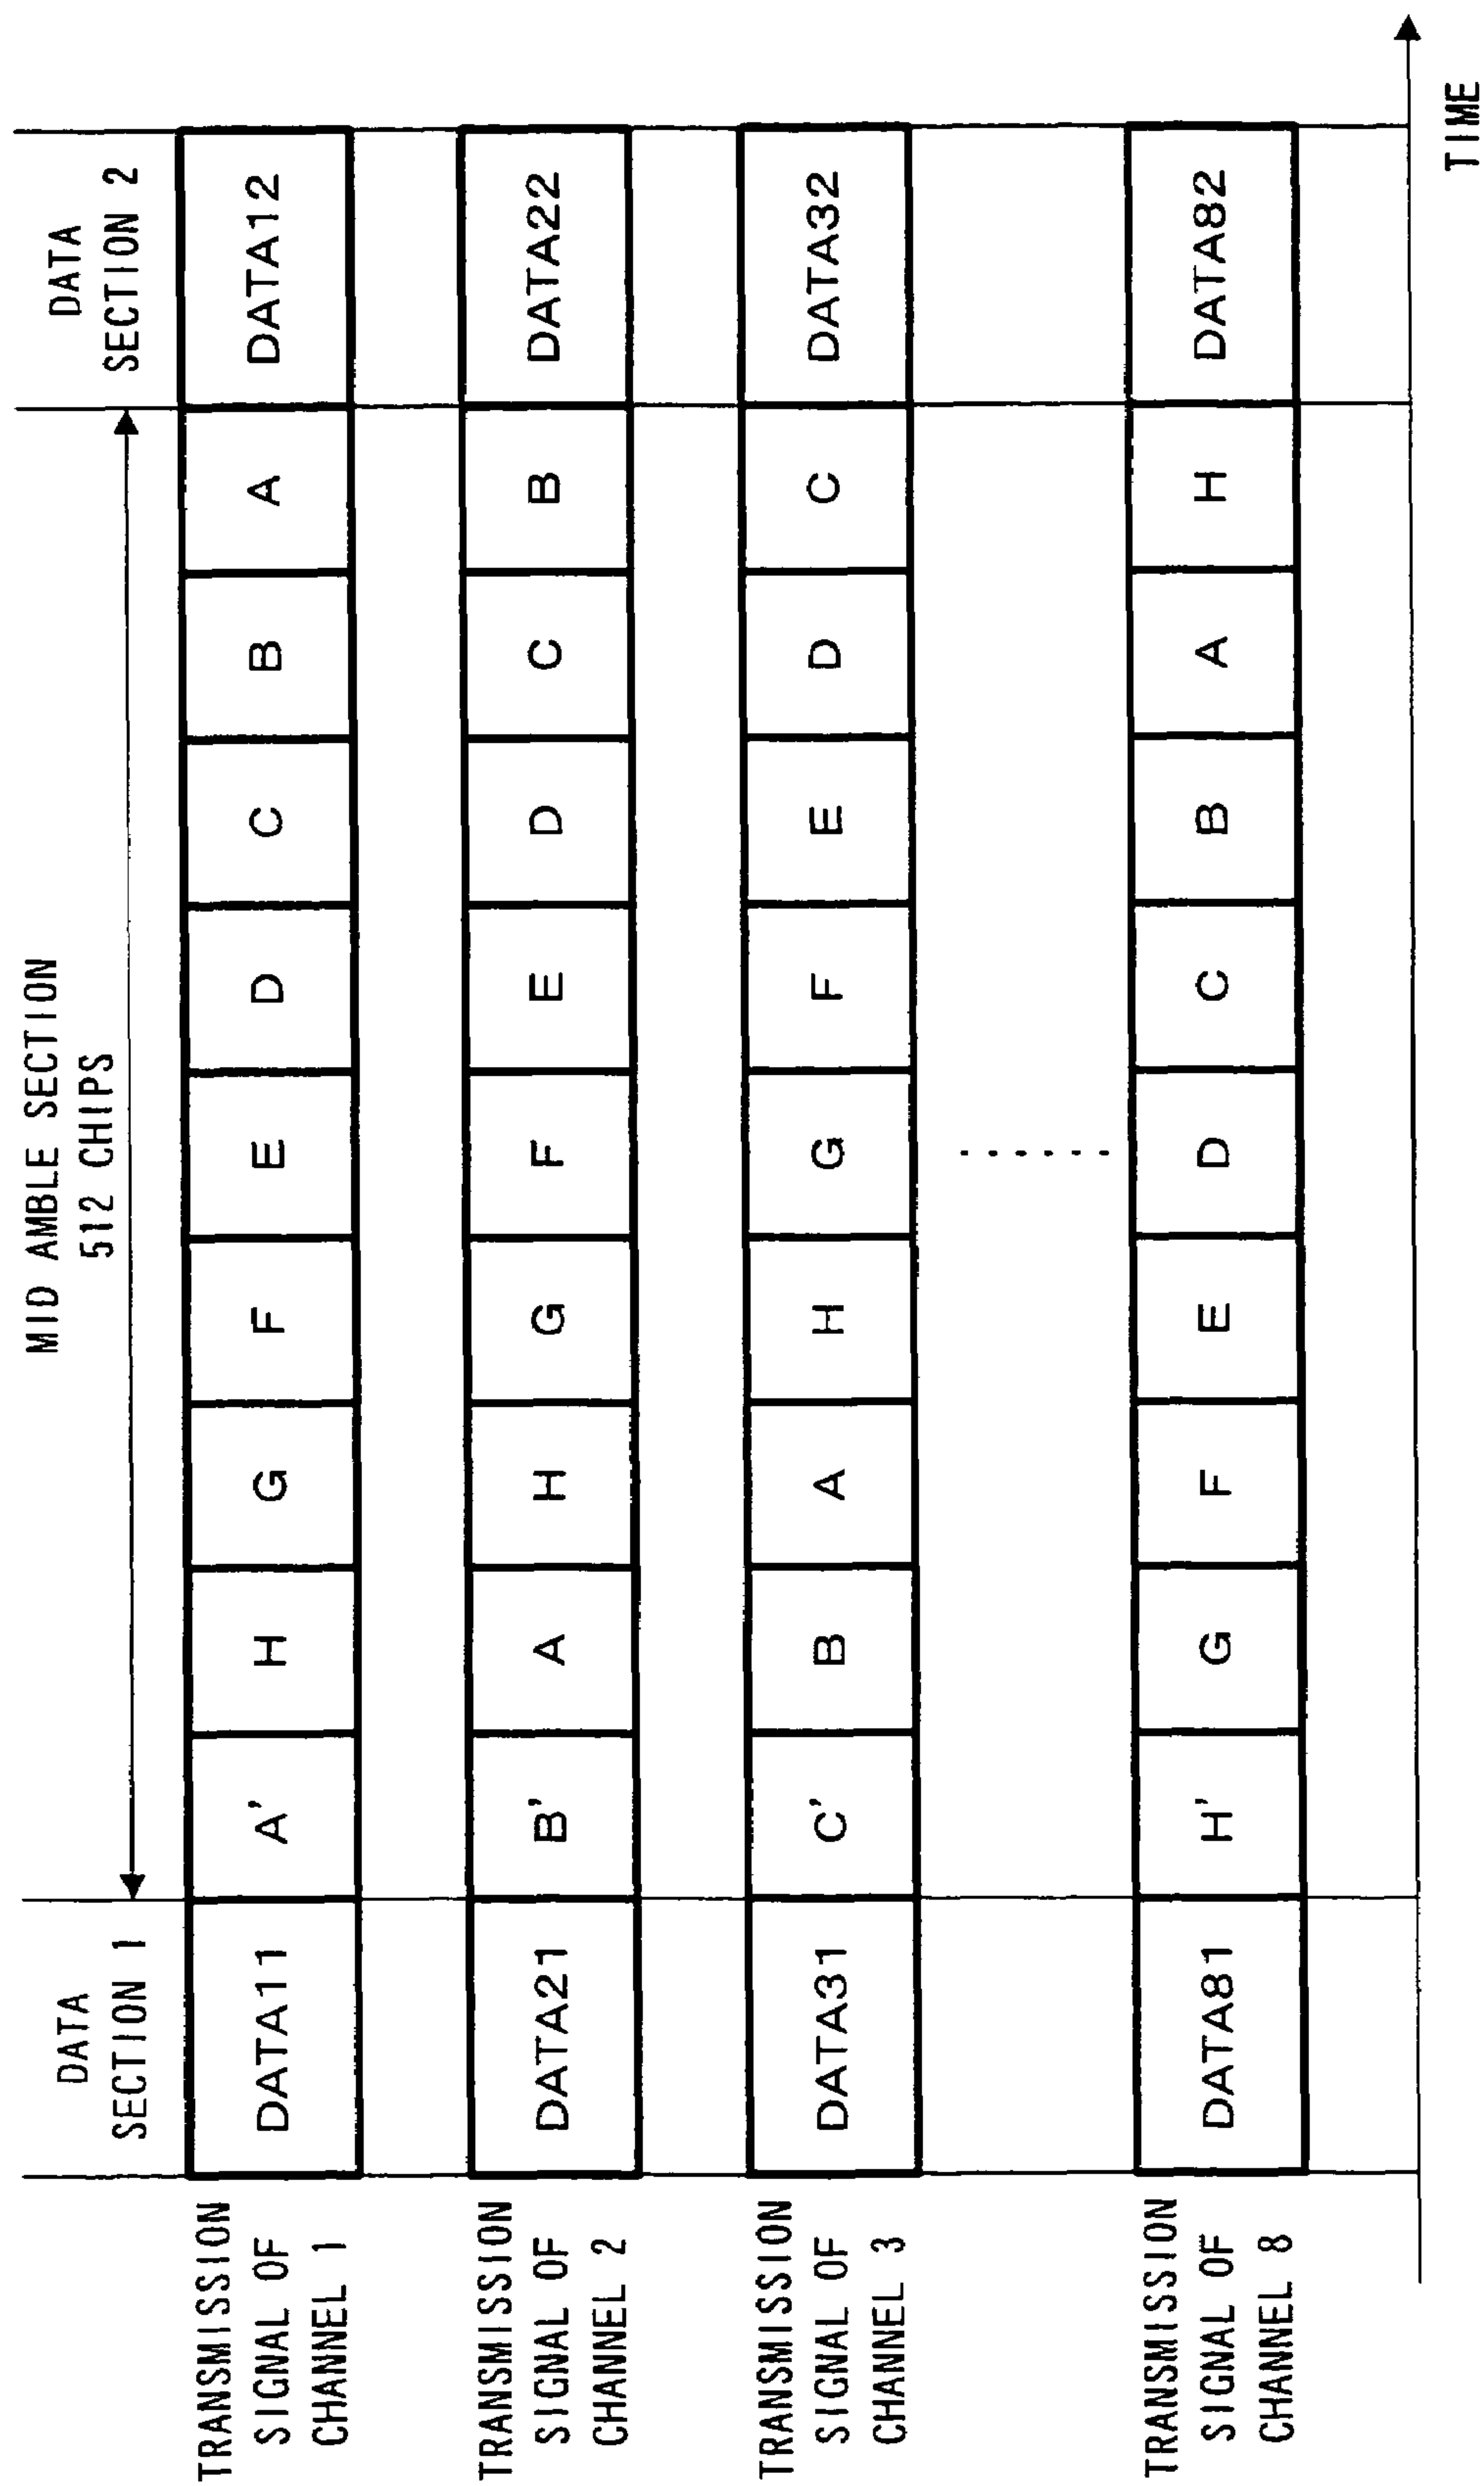 DATA
SECTION 1
MID AMBLE SECTION
512 CHIPS
DATA
SECTION 2
TRANSMISSION
SIGNAL OF
CHANNEL 1
DATA11 A' H G F E D C B A DATA12
TRANSMISSION
SIGNAL OF
CHANNEL 2
DATA21 B' A H G F E D C B DATA22
TRANSMISSION
SIGNAL OF
CHANNEL 3
DATA31 C' B A H G F E D C DATA32
TRANSMISSION
SIGNAL OF
CHANNEL 8
DATA81 H' G F E D C B A H DATA82
TIME